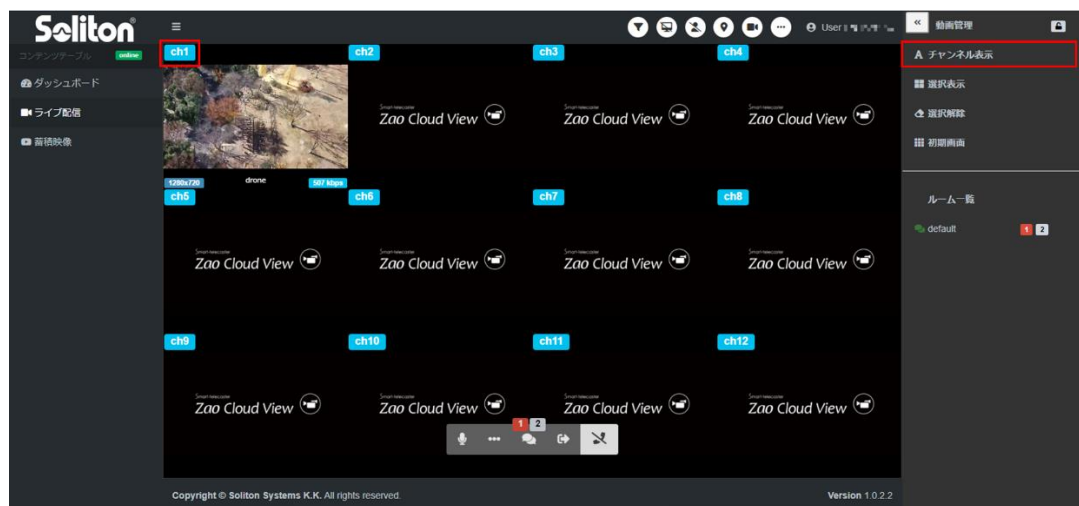 Soliton®
User
動画管理
コンテンツテーブル online
ダッシュボード
ライブ配信
蓄積映像
ch1
ch2
ch3
ch4
Zao Cloud View
Zao Cloud View
Zao Cloud View
1280x720 drone 507 kbps
ch5
ch6
ch7
ch8
Zao Cloud View
Zao Cloud View
Zao Cloud View
Zao Cloud View
ch9
ch10
ch11
ch12
Zao Cloud View
Zao Cloud View
Zao Cloud View
Zao Cloud View
1 2
Copyright © Soliton Systems K.K. All rights reserved.
Version 1.0.2.2
A チャンネル表示
選択表示
選択解除
初期画面
ルーム一覧
default 1 2